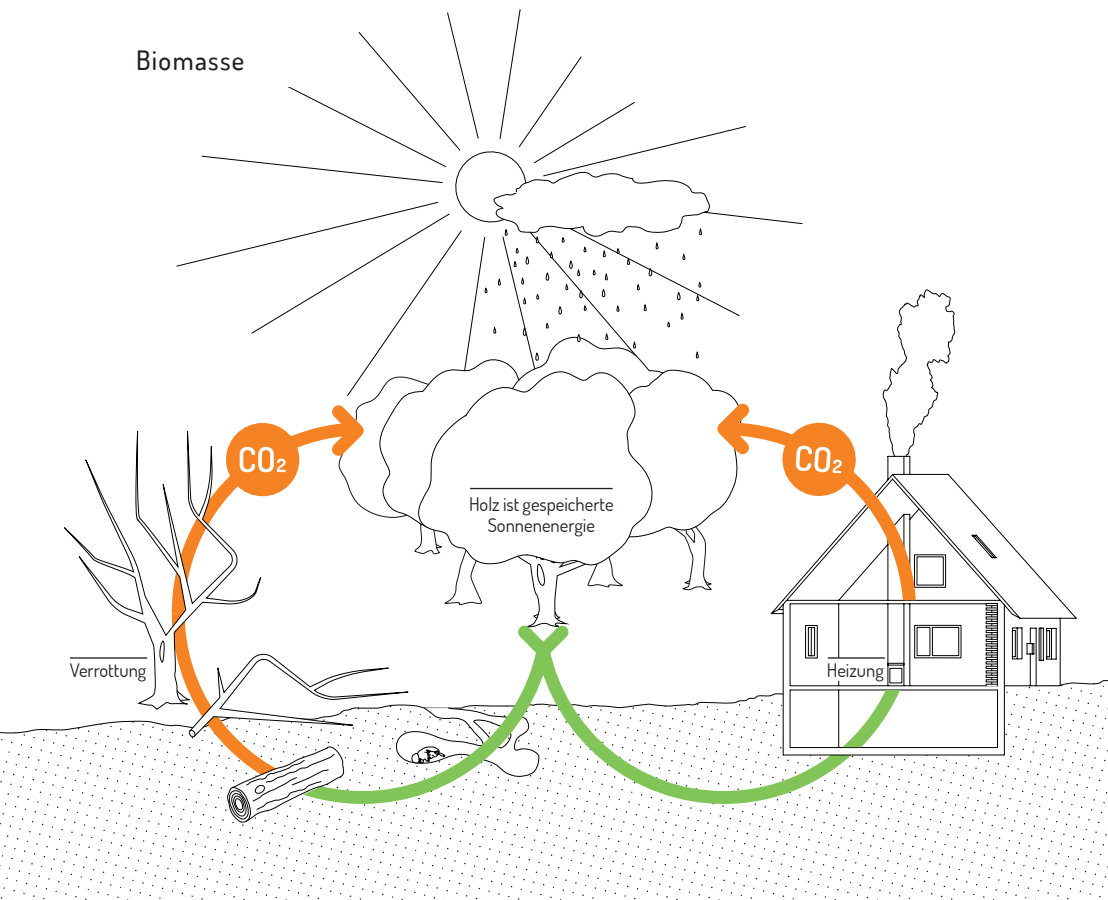 Biomasse
CO₂
CO₂
Holz ist gespeicherte
Sonnenenergie
Verrottung
Heizung